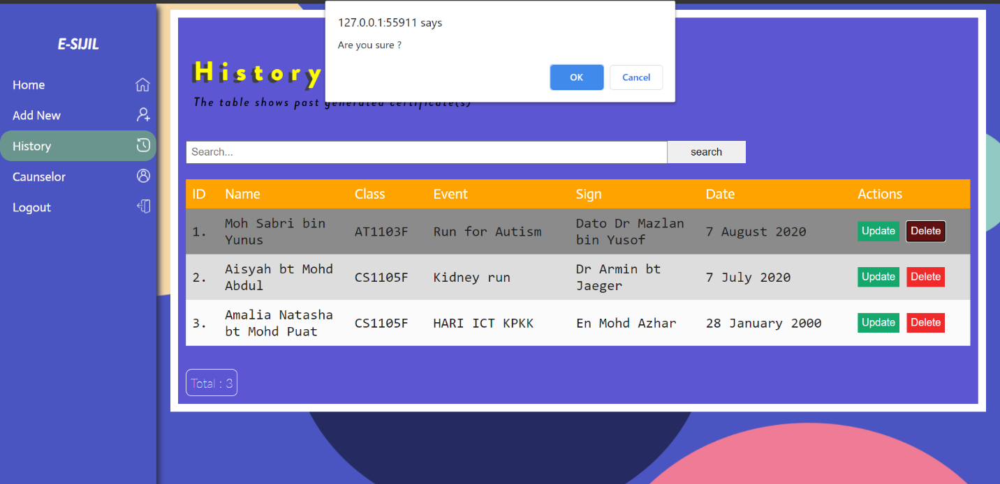 127.0.0.1:55911 says
Are you sure ?
OK
Cancel
E-SIJIL
Home
Add New
History
Caunselor
Logout
History
The table shows past generated certificate(s)
Search...
search
ID Name Class Event Sign Date Actions
1. Moh Sabri bin Yunus AT1103F Run for Autism Dato Dr Mazlan bin Yusof 7 August 2020 Update Delete
2. Aisyah bt Mohd Abdul CS1105F Kidney run Dr Armin bt Jaeger 7 July 2020 Update Delete
3. Amalia Natasha bt Mohd Puat CS1105F HARI ICT KPKK En Mohd Azhar 28 January 2000 Update Delete
Total : 3